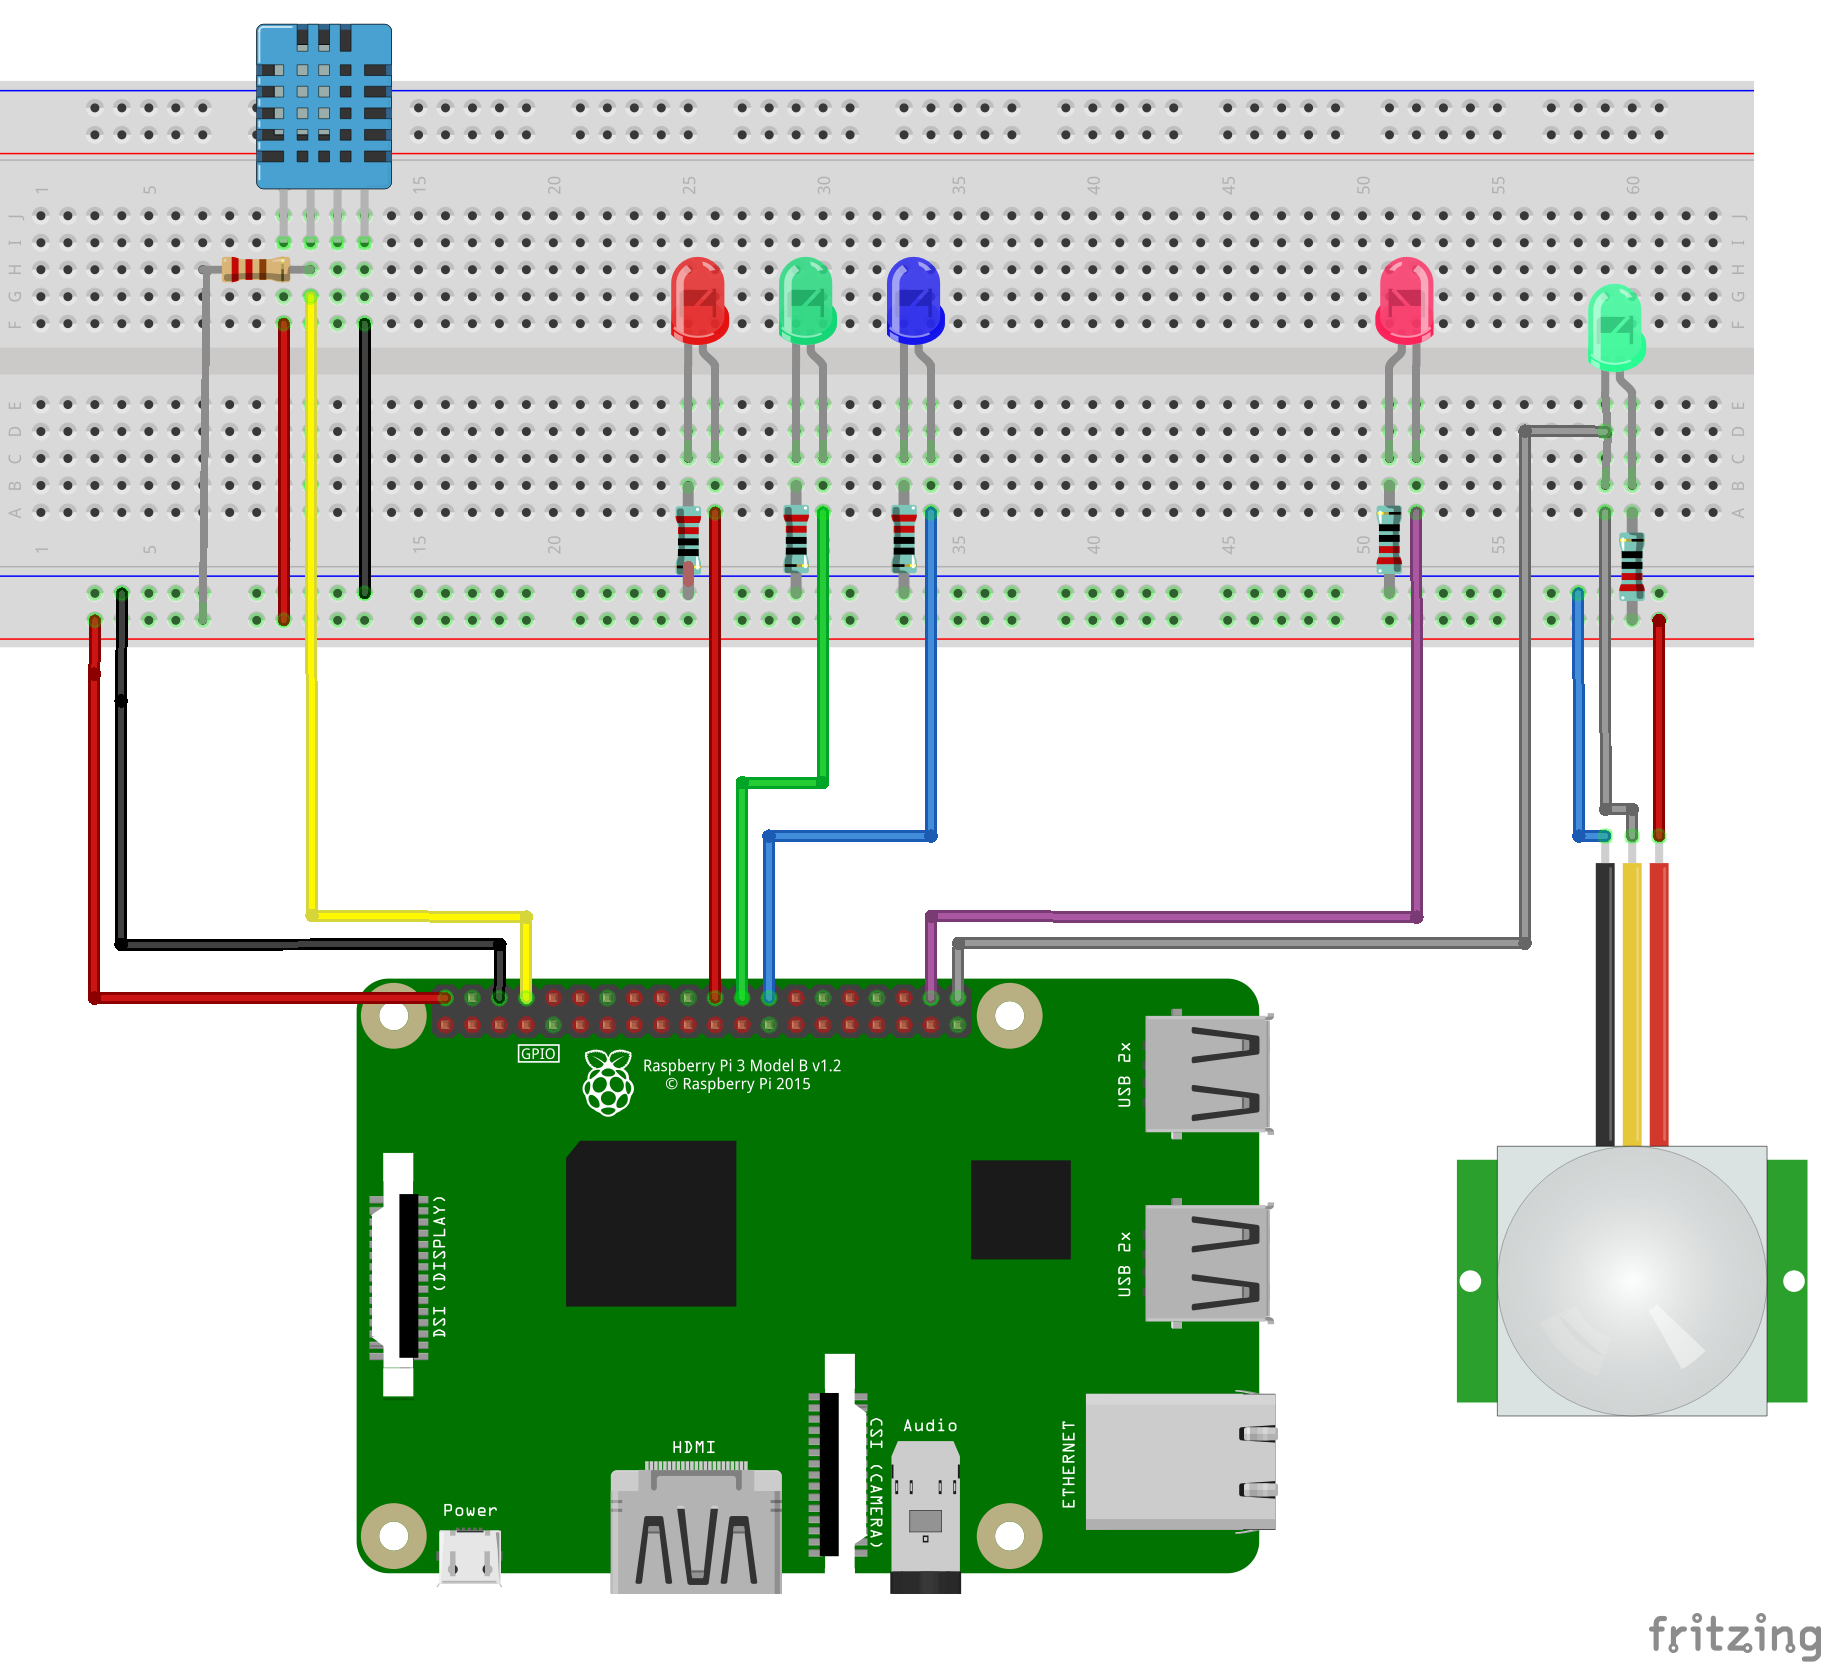 1 5 15 20 25 30 35 40 45 50 55 60
J J
I I
H H
G G
F F
E E
D D
C C
B B
A A
1 5 15 20 25 30 35 40 45 50 55
GPIO
Raspberry Pi 3 Model B v1.2
© Raspberry Pi 2015
USB 2x
USB 2x
DSI (DISPLAY)
CSI (CAMERA)
Audio
ETHERNET
HDMI
Power
fritzing